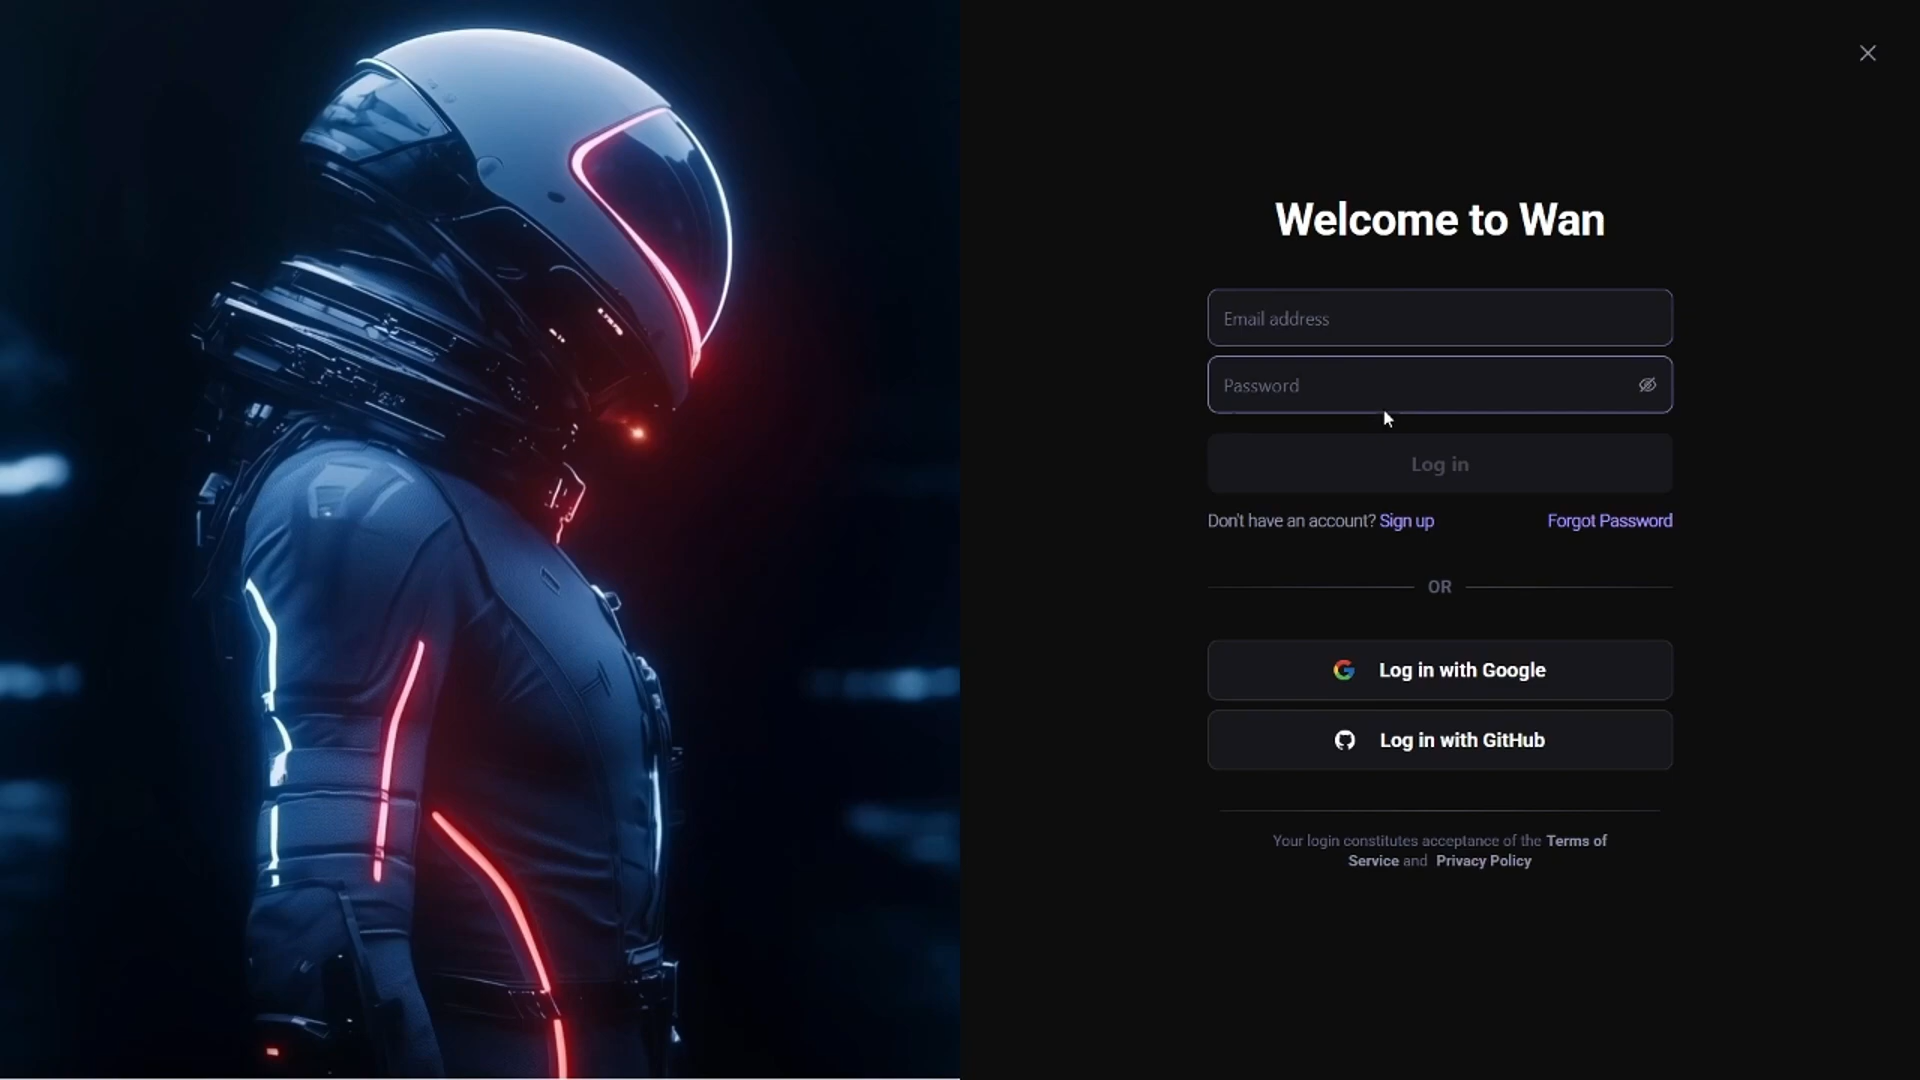 Welcome to Wan
Email address
Password
Log in
Don't have an account? Sign up
Forgot Password
OR
Log in with Google
Log in with GitHub
Your login constitutes acceptance of the Terms of
Service and Privacy Policy